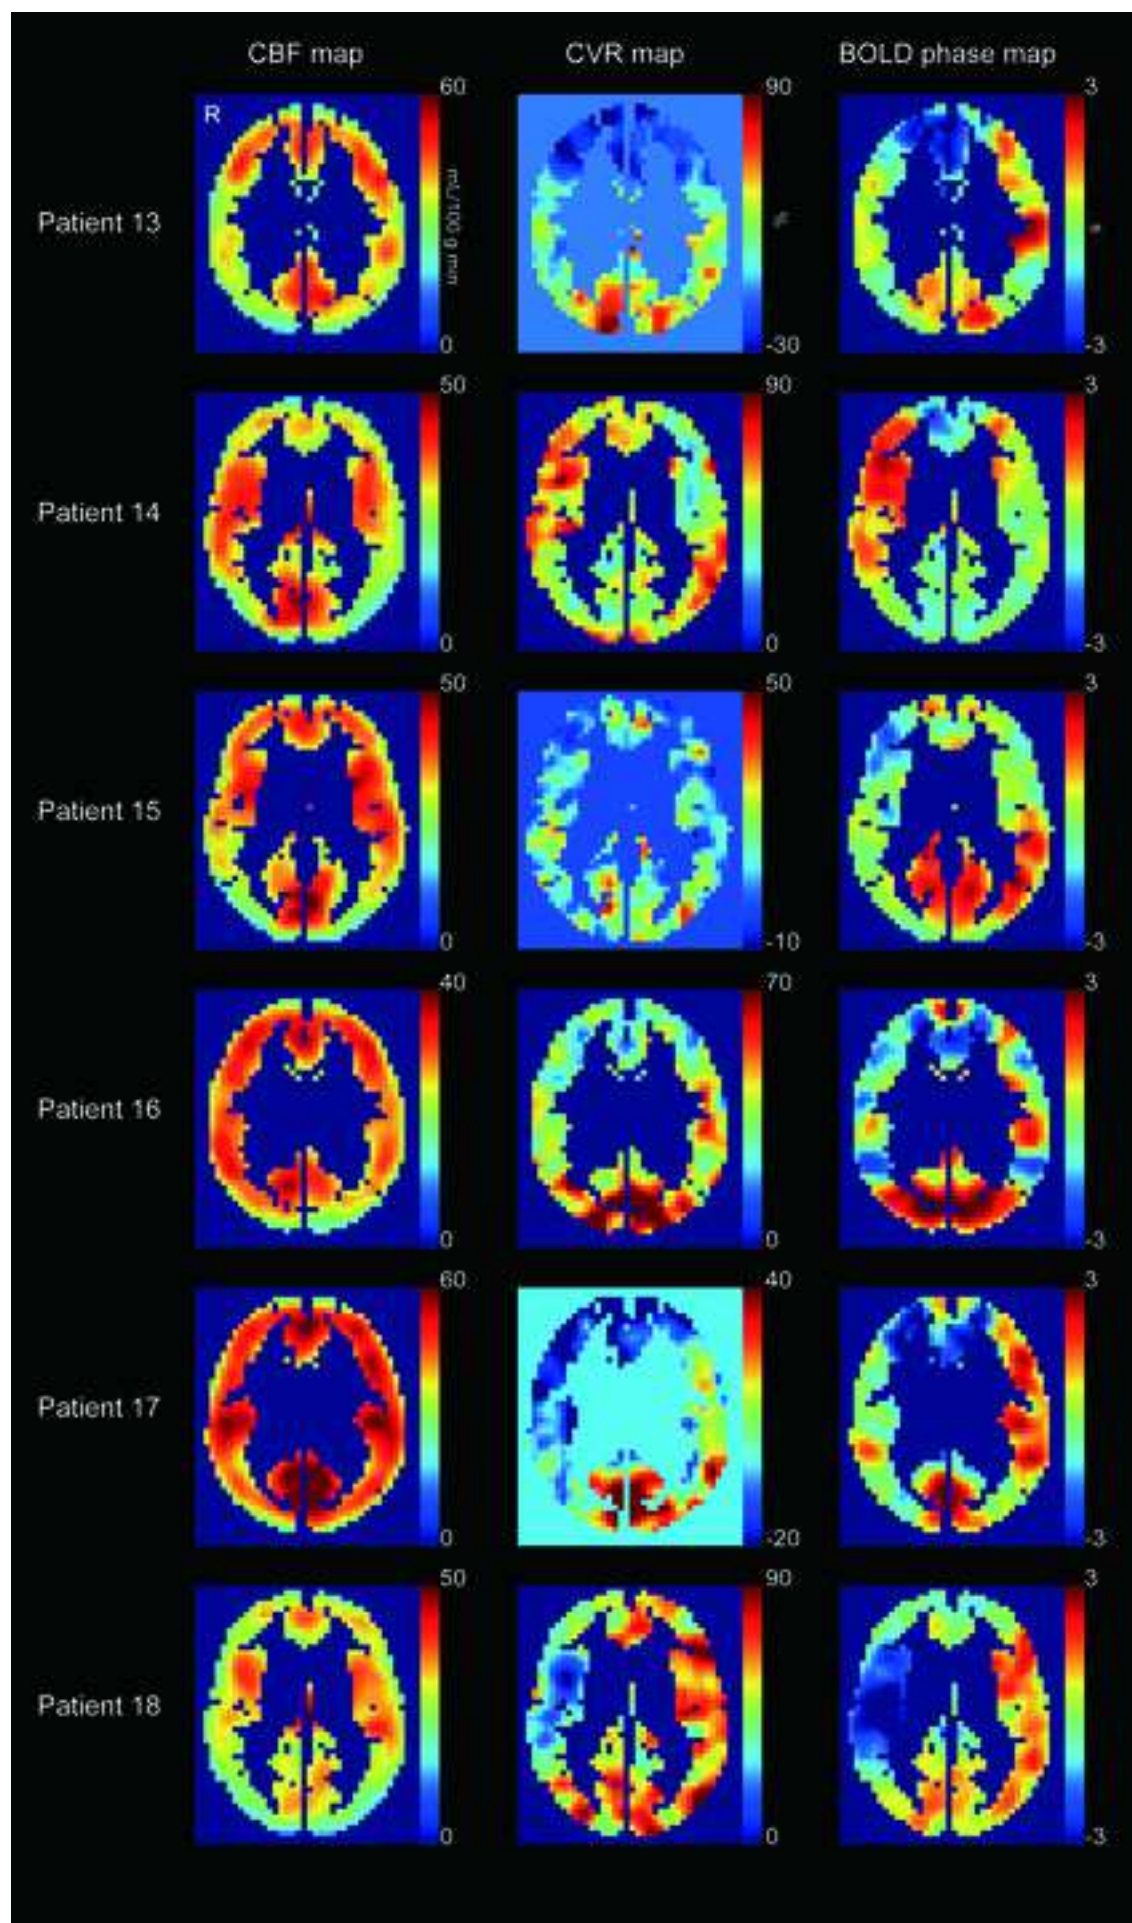 CBF map CVR map BOLD phase map
R
60 90 3
mL/100 g min
Patient 13
0 -30 -3
50 90 3
Patient 14
0 0 -3
50 50 3
Patient 15
0 -10 -3
40 70 3
Patient 16
0 0 -3
60 40 3
Patient 17
0 -20 -3
50 90 3
Patient 18
0 0 -3